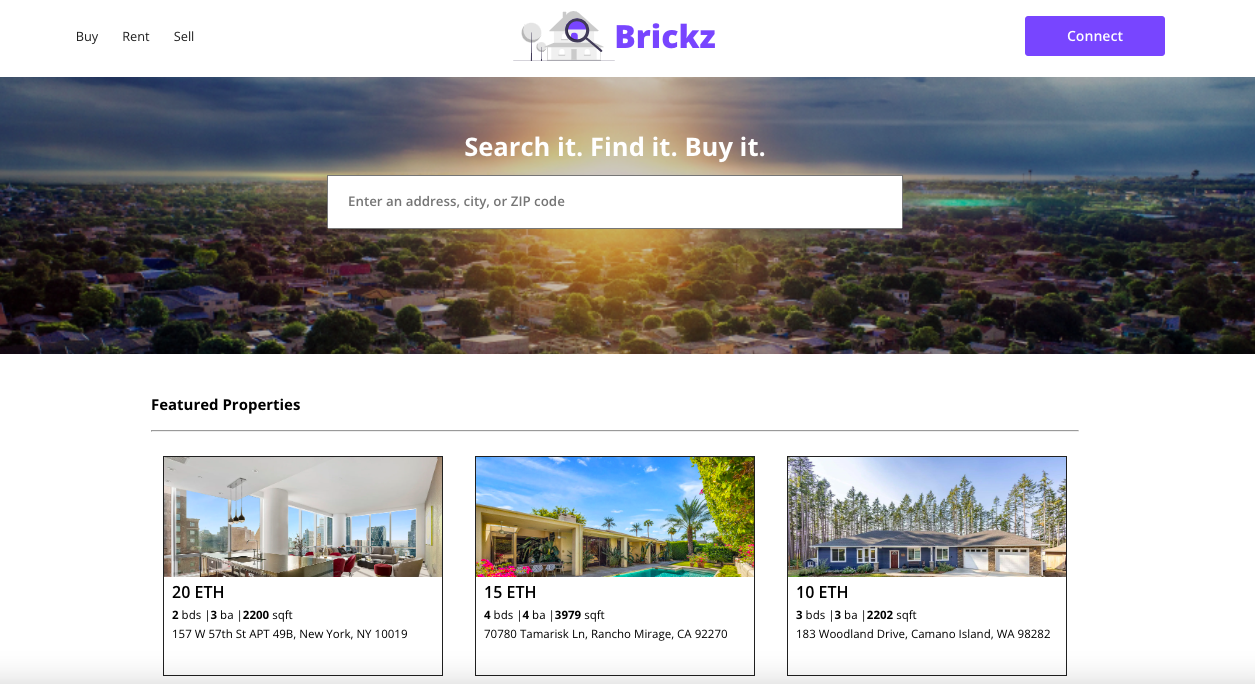 Buy Rent Sell Brickz Connect
Search it. Find it. Buy it.
Enter an address, city, or ZIP code
Featured Properties
20 ETH
2 bds |3 ba |2200 sqft
157 W 57th St APT 49B, New York, NY 10019
15 ETH
4 bds |4 ba |3979 sqft
70780 Tamarisk Ln, Rancho Mirage, CA 92270
10 ETH
3 bds |3 ba |2202 sqft
183 Woodland Drive, Camano Island, WA 98282